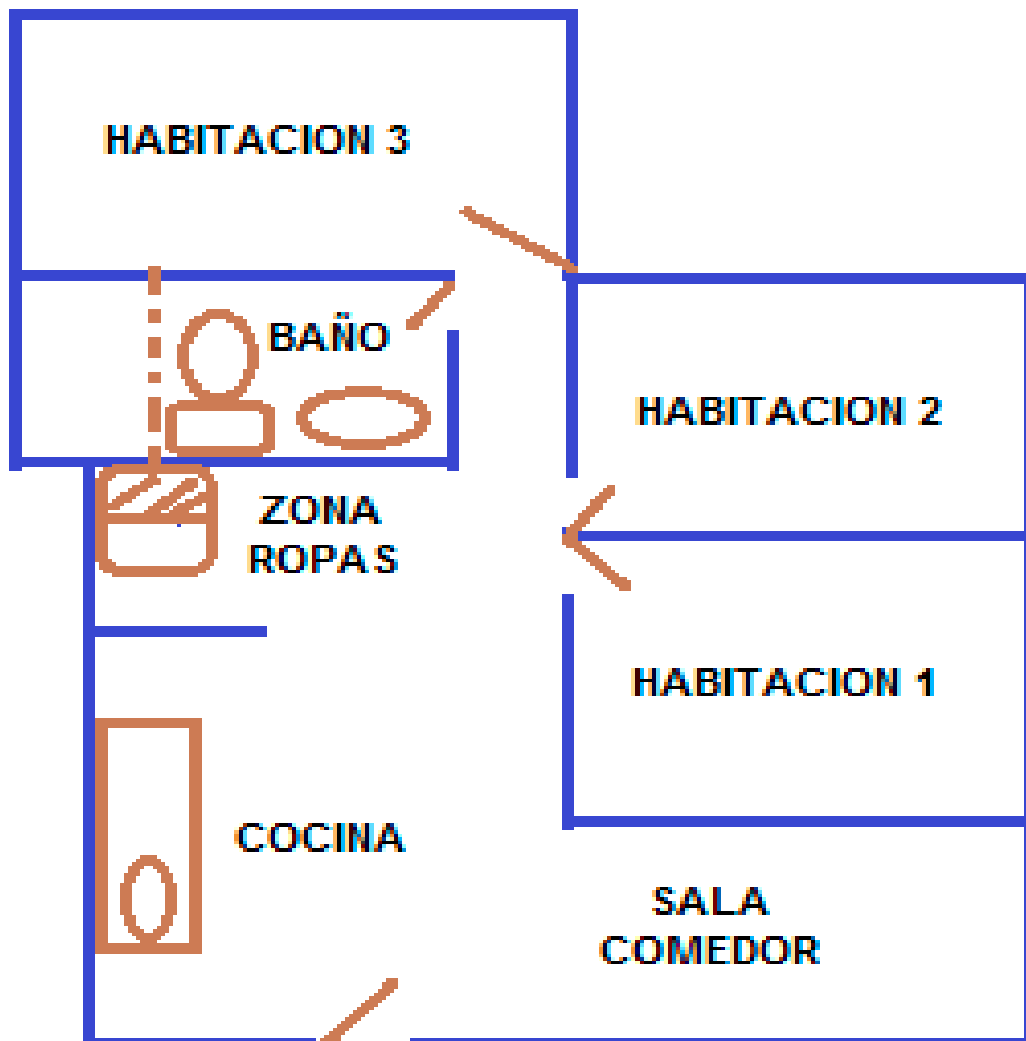 HABITACION 3
BAÑO
HABITACION 2
ZONA
ROPAS
HABITACION 1
COCINA
SALA
COMEDOR